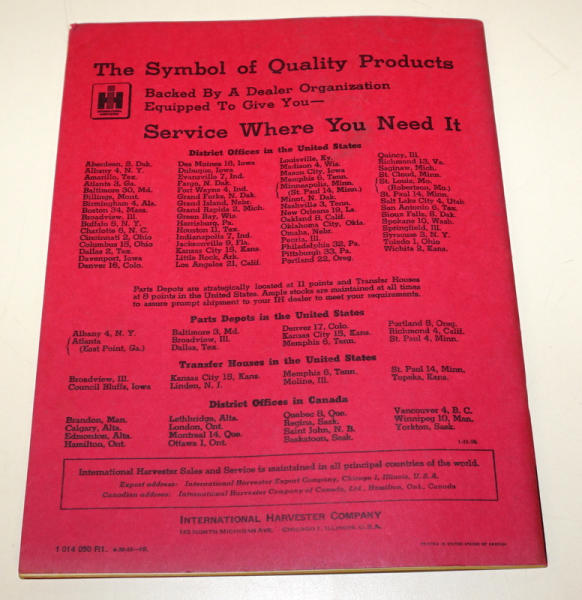 The Symbol of Quality Products
IH
INTERNATIONAL HARVESTER
Backed By A Dealer Organization
Equipped To Give You—
Service Where You Need It
District Offices in the United States
Aberdeen, S. Dak.
Albany 4, N. Y.
Amarillo, Tex.
Atlanta 3, Ga.
Baltimore 30, Md.
Billings, Mont.
Birmingham 4, Ala.
Boston 34, Mass.
Broadview, Ill.
Buffalo 5, N. Y.
Charlotte 6, N. C.
Cincinnati 2, Ohio
Columbus 15, Ohio
Dallas 2, Tex.
Davenport, Iowa
Denver 16, Colo.
Des Moines 16, Iowa
Dubuque, Iowa
Evansville 7, Ind.
Fargo, N. Dak.
Fort Wayne 4, Ind.
Grand Forks, N. Dak.
Grand Island, Nebr.
Grand Rapids 2, Mich.
Green Bay, Wis.
Harrisburg, Pa.
Houston 11, Tex.
Indianapolis 7, Ind.
Jacksonville 9, Fla.
Kansas City 15, Kans.
Little Rock, Ark.
Los Angeles 21, Calif.
Louisville, Ky.
Madison 4, Wis.
Mason City, Iowa
Memphis 6, Tenn.
Minneapolis, Minn.
(St. Paul 14, Minn.)
Minot, N. Dak.
Nashville 3, Tenn.
New Orleans 19, La.
Oakland 8, Calif.
Oklahoma City, Okla.
Omaha, Nebr.
Peoria, Ill.
Philadelphia 32, Pa.
Pittsburgh 33, Pa.
Portland 22, Oreg.
Quincy, Ill.
Richmond 13, Va.
Saginaw, Mich.
St. Cloud, Minn.
St. Louis, Mo.
(Robertson, Mo.)
St. Paul 14, Minn.
Salt Lake City 4, Utah
San Antonio 6, Tex.
Sioux Falls, S. Dak.
Spokane 10, Wash.
Springfield, Ill.
Syracuse 3, N. Y.
Toledo 1, Ohio
Wichita 2, Kans.
Parts Depots are strategically located at 11 points and Transfer Houses
at 8 points in the United States. Ample stocks are maintained at all times
to assure prompt shipment to your IH dealer to meet your requirements.
Parts Depots in the United States
Albany 4, N. Y.
Atlanta
(East Point, Ga.)
Baltimore 3, Md.
Broadview, Ill.
Dallas, Tex.
Denver 17, Colo.
Kansas City 15, Kans.
Memphis 6, Tenn.
Portland 8, Oreg.
Richmond 4, Calif.
St. Paul 4, Minn.
Transfer Houses in the United States
Broadview, Ill.
Council Bluffs, Iowa
Kansas City 15, Kans.
Linden, N. J.
Memphis 6, Tenn.
Moline, Ill.
St. Paul 14, Minn.
Topeka, Kans.
District Offices in Canada
Brandon, Man.
Calgary, Alta.
Edmonton, Alta.
Hamilton, Ont.
Lethbridge, Alta.
London, Ont.
Montreal 14, Que.
Ottawa 1, Ont.
Quebec 8, Que.
Regina, Sask.
Saint John, N. B.
Saskatoon, Sask.
Vancouver 4, B. C.
Winnipeg 10, Man.
Yorkton, Sask.
International Harvester Sales and Service is maintained in all principal countries of the world.
Export address: International Harvester Export Company, Chicago 1, Illinois, U. S. A.
Canadian address: International Harvester Company of Canada, Ltd., Hamilton, Ont., Canada
INTERNATIONAL HARVESTER COMPANY
180 NORTH MICHIGAN AVE. CHICAGO 1, ILLINOIS, U.S.A.
1 014 050 R1.
PRINTED IN UNITED STATES OF AMERICA